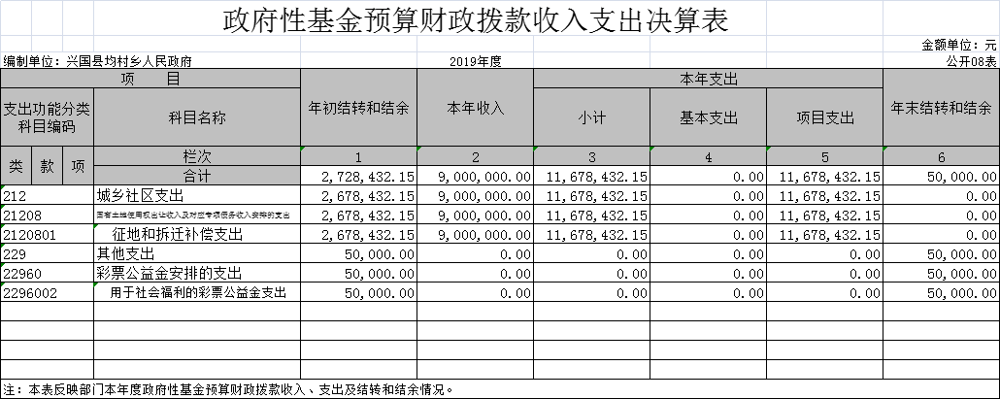 政府性基金预算财政拨款收入支出决算表
金额单位：元
编制单位：兴国县均村乡人民政府 2019年度 公开08表
项 目 年初结转和结余 本年收入 本年支出 年末结转和结余
支出功能分类科目编码 科目名称 小计 基本支出 项目支出
类 款 项 栏次 1 2 3 4 5 6
合计 2,728,432.15 9,000,000.00 11,678,432.15 0.00 11,678,432.15 50,000.00
212 城乡社区支出 2,678,432.15 9,000,000.00 11,678,432.15 0.00 11,678,432.15 0.00
21208 国有土地使用权出让收入及对应专项债务收入安排的支出 2,678,432.15 9,000,000.00 11,678,432.15 0.00 11,678,432.15 0.00
2120801 征地和拆迁补偿支出 2,678,432.15 9,000,000.00 11,678,432.15 0.00 11,678,432.15 0.00
229 其他支出 50,000.00 0.00 0.00 0.00 0.00 50,000.00
22960 彩票公益金安排的支出 50,000.00 0.00 0.00 0.00 0.00 50,000.00
2296002 用于社会福利的彩票公益金支出 50,000.00 0.00 0.00 0.00 0.00 50,000.00
注：本表反映部门本年度政府性基金预算财政拨款收入、支出及结转和结余情况。